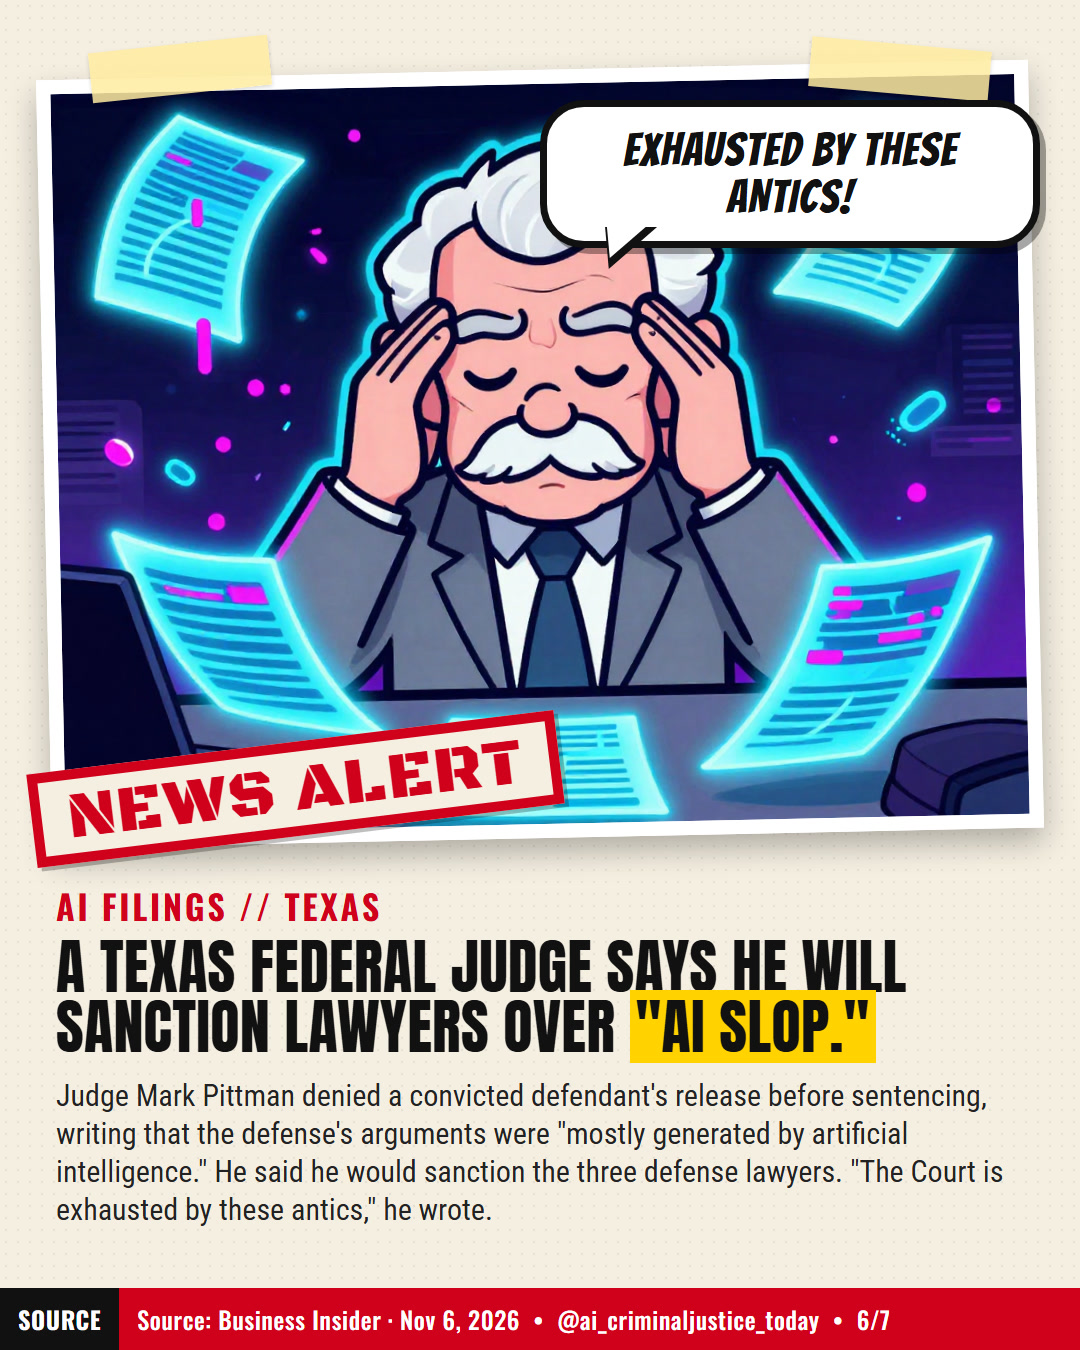 EXHAUSTED BY THESE
ANTICS!
NEWS ALERT
AI FILINGS // TEXAS
A TEXAS FEDERAL JUDGE SAYS HE WILL
SANCTION LAWYERS OVER "AI SLOP."
Judge Mark Pittman denied a convicted defendant's release before sentencing,
writing that the defense's arguments were "mostly generated by artificial
intelligence." He said he would sanction the three defense lawyers. "The Court is
exhausted by these antics," he wrote.
SOURCE Source: Business Insider · Nov 6, 2026 • @ai_criminaljustice_today • 6/7